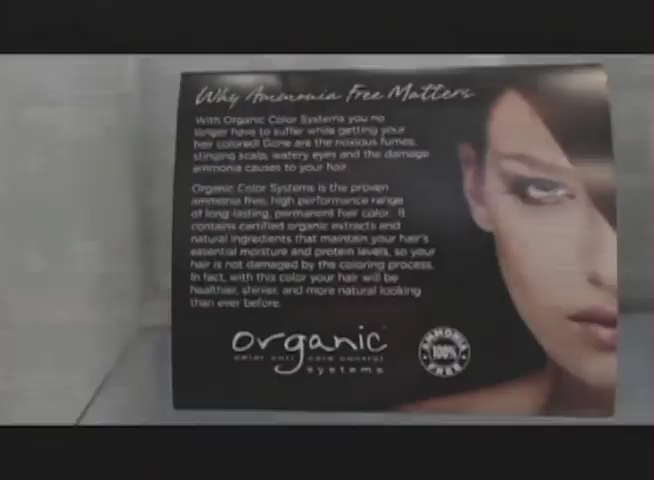 Why Ammonia Free Matters
With Organic Color Systems you no
longer have to suffer while getting your
hair colored! Gone are the noxious fumes,
stinging scalp, watery eyes and the damage
ammonia causes to your hair.
Organic Color Systems is the proven
ammonia free, high performance range
of long-lasting, permanent hair color. It
contains certified organic extracts and
natural ingredients that maintain your hair's
essential moisture and protein levels, so your
hair is not damaged by the coloring process.
In fact, with this color your hair will be
healthier, shinier, and more natural looking
than ever before.
organic
color care control
systems
AMMONIA
100%
FREE